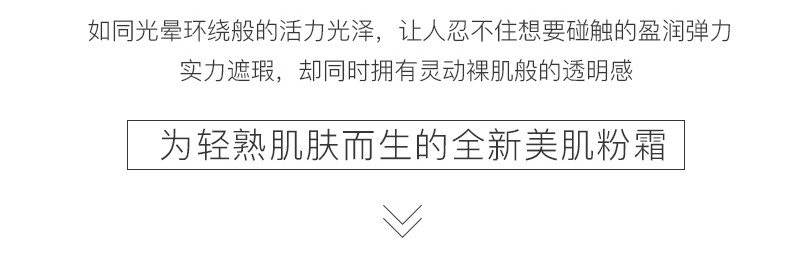 如同光晕环绕般的活力光泽，让人忍不住想要碰触的盈润弹力
实力遮瑕，却同时拥有灵动裸肌般的透明感
为轻熟肌肤而生的全新美肌粉霜